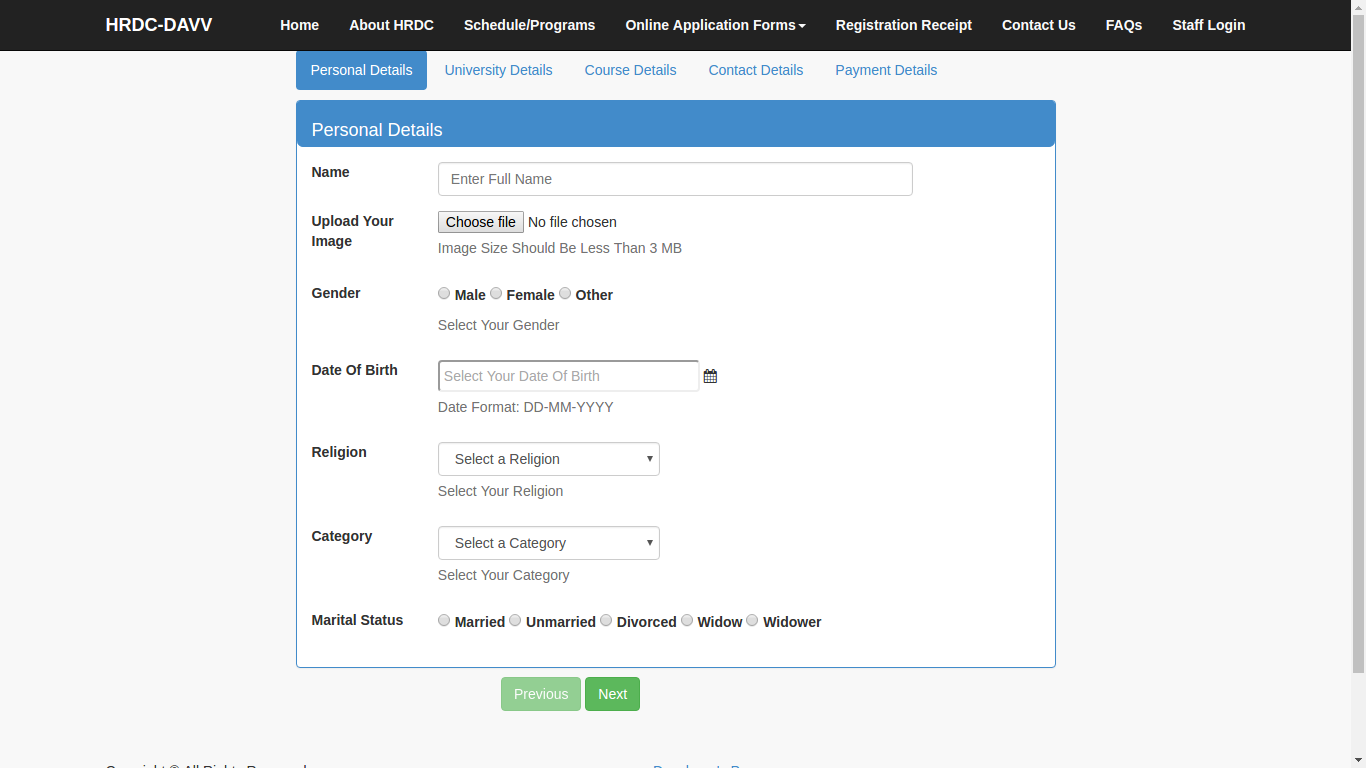 HRDC-DAVV Home About HRDC Schedule/Programs Online Application Forms Registration Receipt Contact Us FAQs Staff Login
Personal Details University Details Course Details Contact Details Payment Details
Personal Details
Name Enter Full Name
Upload Your Image Choose file No file chosen
Image Size Should Be Less Than 3 MB
Gender Male Female Other
Select Your Gender
Date Of Birth Select Your Date Of Birth
Date Format: DD-MM-YYYY
Religion Select a Religion
Select Your Religion
Category Select a Category
Select Your Category
Marital Status Married Unmarried Divorced Widow Widower
Previous Next